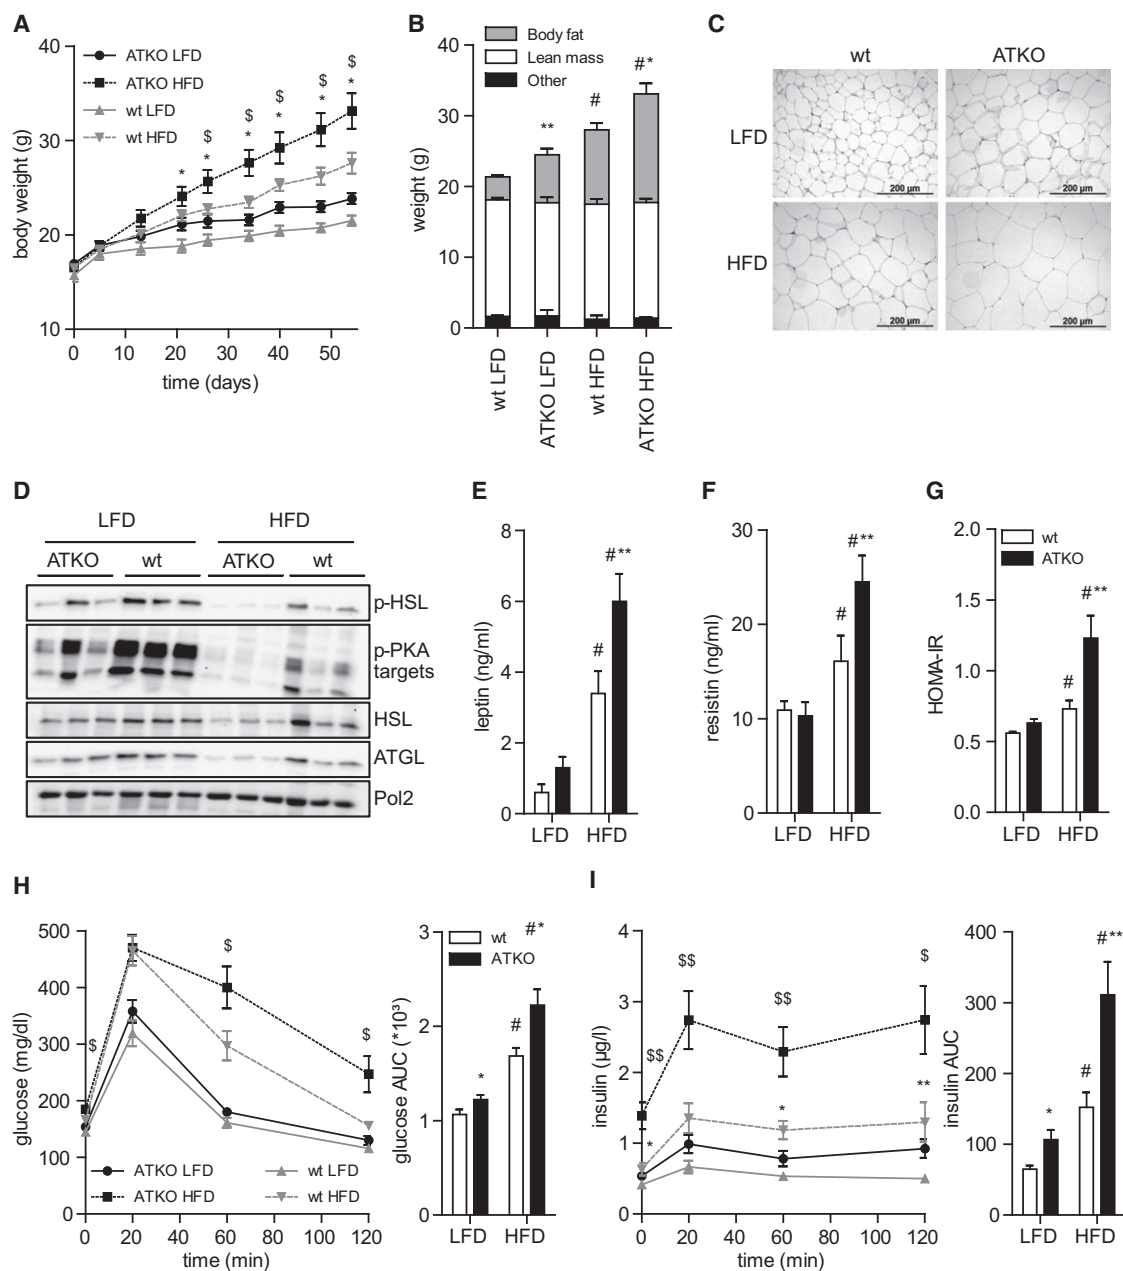 A
ATKO LFD
ATKO HFD
wt LFD
wt HFD
$ $ $ $ $
* * * * * *
40
30
20
10
body weight (g)
0 10 20 30 40 50
time (days)
B
Body fat
Lean mass
Other
** # #*
40
30
20
10
0
weight (g)
wt LFD
ATKO LFD
wt HFD
ATKO HFD
C
wt ATKO
LFD
HFD
200 µm
200 µm
200 µm
200 µm
D
LFD HFD
ATKO wt ATKO wt
p-HSL
p-PKA
targets
HSL
ATGL
Pol2
E
8
6
4
2
0
leptin (ng/ml)
#
#**
LFD HFD
F
30
20
10
0
resistin (ng/ml)
#
#**
LFD HFD
G
wt
ATKO
2.0
1.5
1.0
0.5
0.0
HOMA-IR
#
#**
LFD HFD
H
500
400
300
200
100
0
glucose (mg/dl)
$ $ $
ATKO LFD
ATKO HFD
wt LFD
wt HFD
0 20 40 60 80 100 120
time (min)
wt
ATKO
3
2
1
0
glucose AUC (*10³)
*
#
#*
LFD HFD
I
4
3
2
1
0
insulin (µg/l)
$$ $$ $$ $
* * **
0 20 40 60 80 100 120
time (min)
400
300
200
100
0
insulin AUC
*
#
#**
LFD HFD